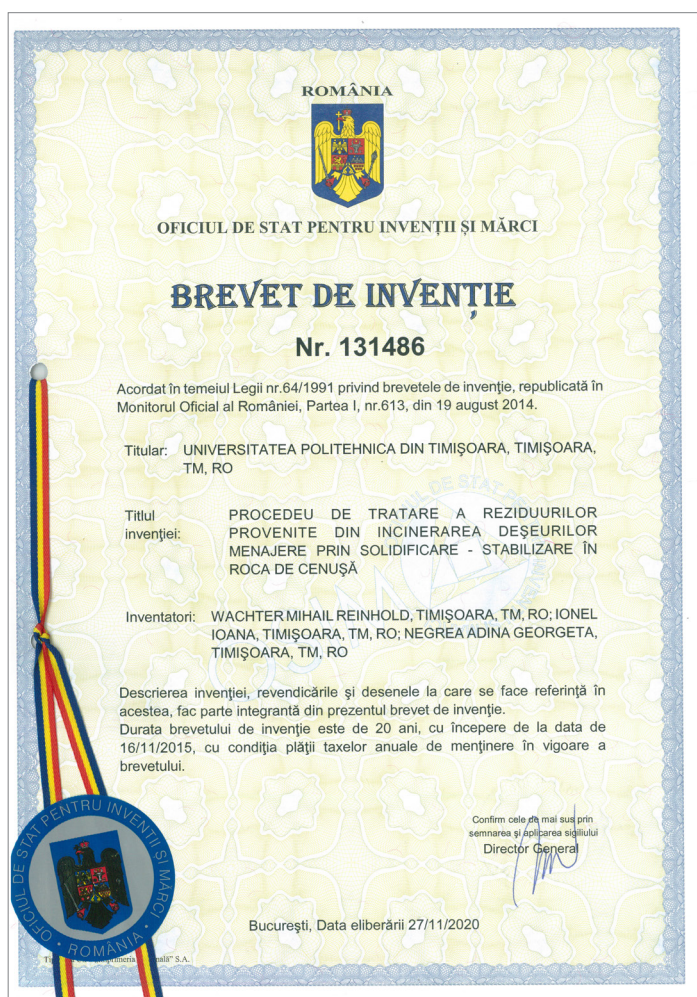 ROMÂNIA
OFICIUL DE STAT PENTRU INVENȚII ȘI MĂRCI
BREVET DE INVENȚIE
Nr. 131486
Acordat în temeiul Legii nr.64/1991 privind brevetele de invenţie, republicată în
Monitorul Oficial al României, Partea I, nr.613, din 19 august 2014.
Titular: UNIVERSITATEA POLITEHNICA DIN TIMIŞOARA, TIMIŞOARA,
TM, RO
Titlul invenţiei: PROCEDEU DE TRATARE A REZIDUURILOR
PROVENITE DIN INCINERAREA DEŞEURILOR
MENAJERE PRIN SOLIDIFICARE - STABILIZARE ÎN
ROCA DE CENUŞĂ
Inventatori: WACHTER MIHAIL REINHOLD, TIMIŞOARA, TM, RO; IONEL
IOANA, TIMIŞOARA, TM, RO; NEGREA ADINA GEORGETA,
TIMIŞOARA, TM, RO
Descrierea invenţiei, revendicările şi desenele la care se face referinţă în
acestea, fac parte integrantă din prezentul brevet de invenţie.
Durata brevetului de invenţie este de 20 ani, cu începere de la data de
16/11/2015, cu condiţia plăţii taxelor anuale de menţinere în vigoare a
brevetului.
Confirm cele de mai sus prin
semnarea şi aplicarea sigiliului
Director General
OFICIUL DE STAT PENTRU INVENȚII ȘI MĂRCI
• ROMÂNIA •
Bucureşti, Data eliberării 27/11/2020
S.A.